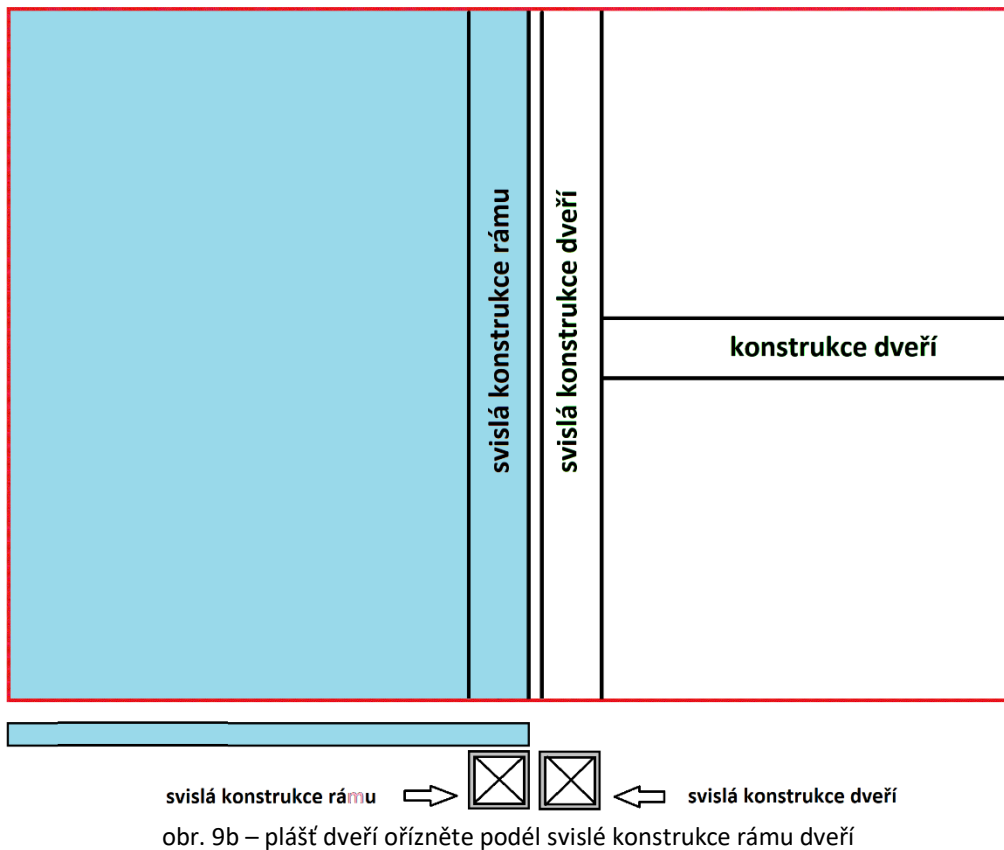 svislá konstrukce rámu
svislá konstrukce dveří
konstrukce dveří
svislá konstrukce rámu
svislá konstrukce dveří
obr. 9b – plášť dveří ořízněte podél svislé konstrukce rámu dveří